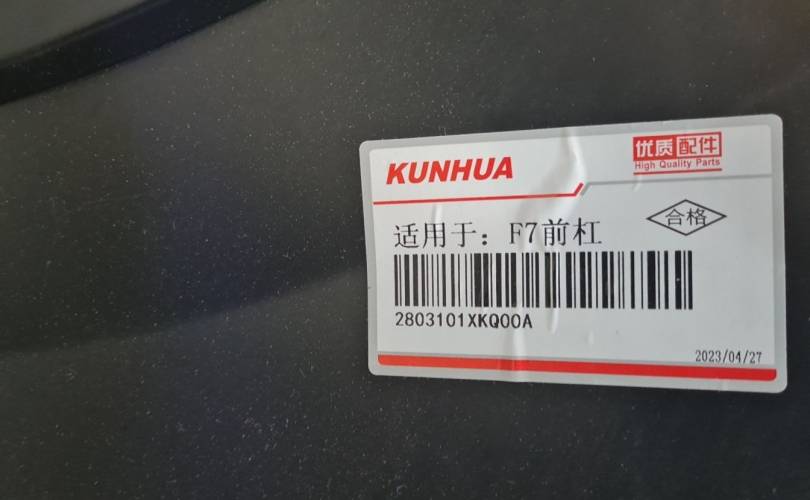 KUNHUA
优质配件
High Quality Parts
适用于：F7前杠
合格
2803101XKQ00A
2023/04/27